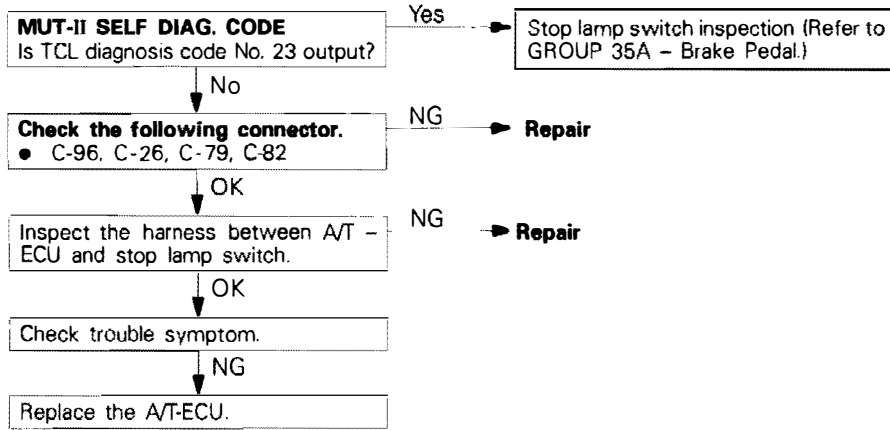 MUT-II SELF DIAG. CODE
Is TCL diagnosis code No. 23 output?
Yes
Stop lamp switch inspection (Refer to
GROUP 35A – Brake Pedal.)
No
Check the following connector.
● C-96, C-26, C-79, C-82
NG
Repair
OK
Inspect the harness between A/T –
ECU and stop lamp switch.
NG
Repair
OK
Check trouble symptom.
NG
Replace the A/T-ECU.